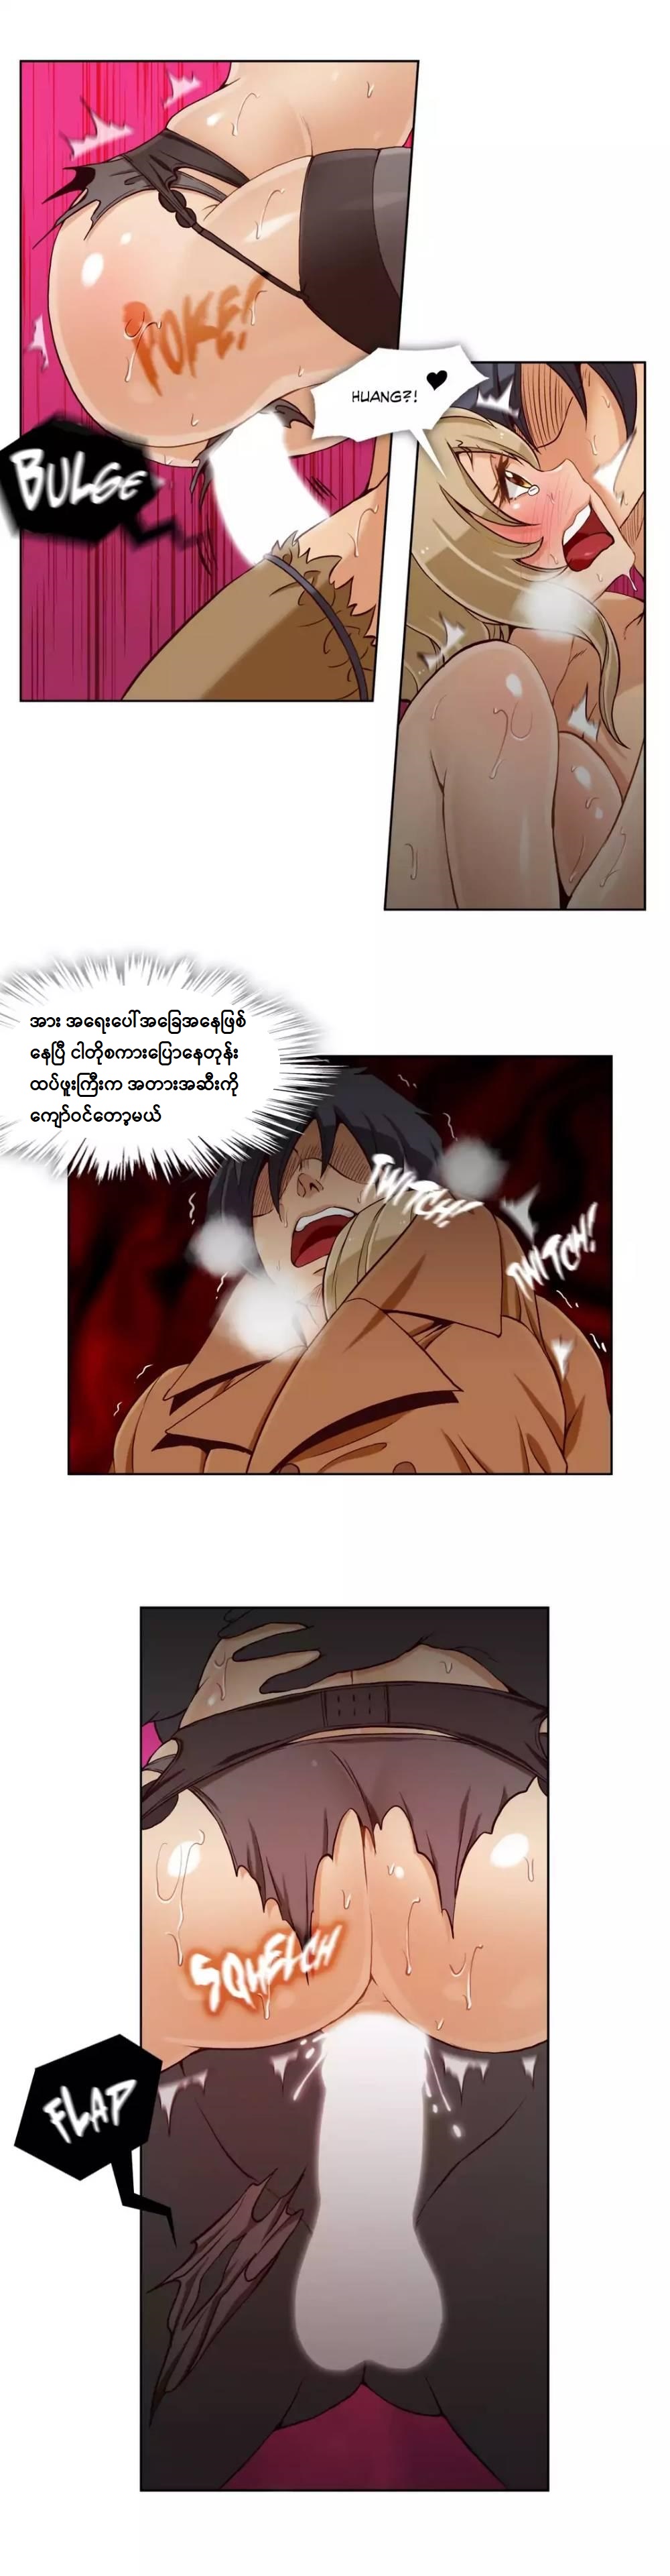 POKE!
HUANG?! ♥
BULGE
အား အရေးပေါ်အခြေအနေဖြစ်
နေပြီ ငါတို့စကားပြောနေတုန်း
ထပ်ဖူးကြီးက အတားအဆီးကို
ကျော်ဝင်တော့မယ်
TWITCH!
TWITCH!
SQUELCH
FLAP